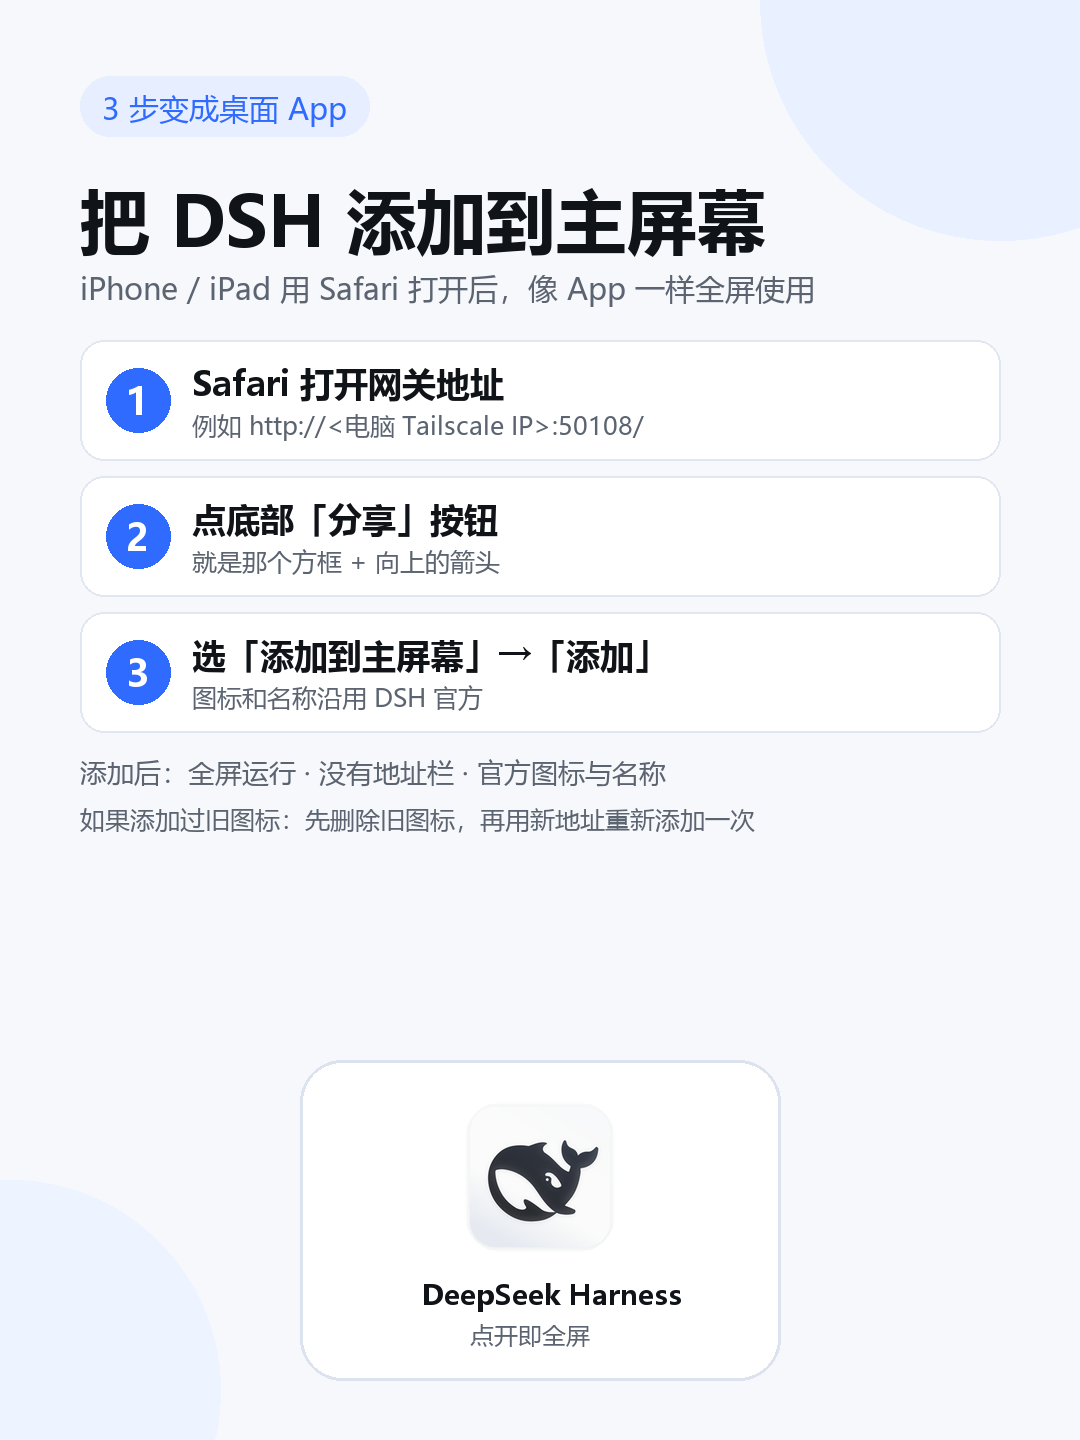 3 步变成桌面 App
把 DSH 添加到主屏幕
iPhone / iPad 用 Safari 打开后，像 App 一样全屏使用
1
Safari 打开网关地址
例如 http://<电脑 Tailscale IP>:50108/
2
点底部「分享」按钮
就是那个方框 + 向上的箭头
3
选「添加到主屏幕」→「添加」
图标和名称沿用 DSH 官方
添加后：全屏运行 · 没有地址栏 · 官方图标与名称
如果添加过旧图标：先删除旧图标，再用新地址重新添加一次
DeepSeek Harness
点开即全屏